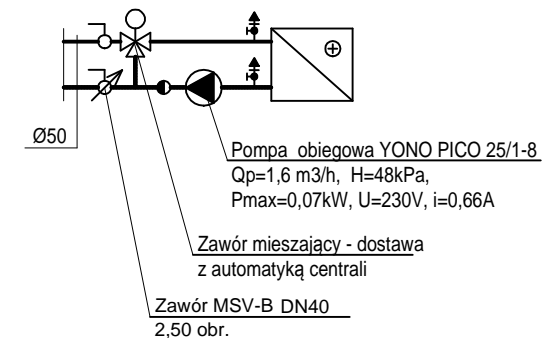 Ø50
Pompa obiegowa YONO PICO 25/1-8
Qp=1,6 m3/h, H=48kPa,
Pmax=0,07kW, U=230V, i=0,66A
Zawór mieszający - dostawa
z automatyką centrali
Zawór MSV-B DN40
2,50 obr.